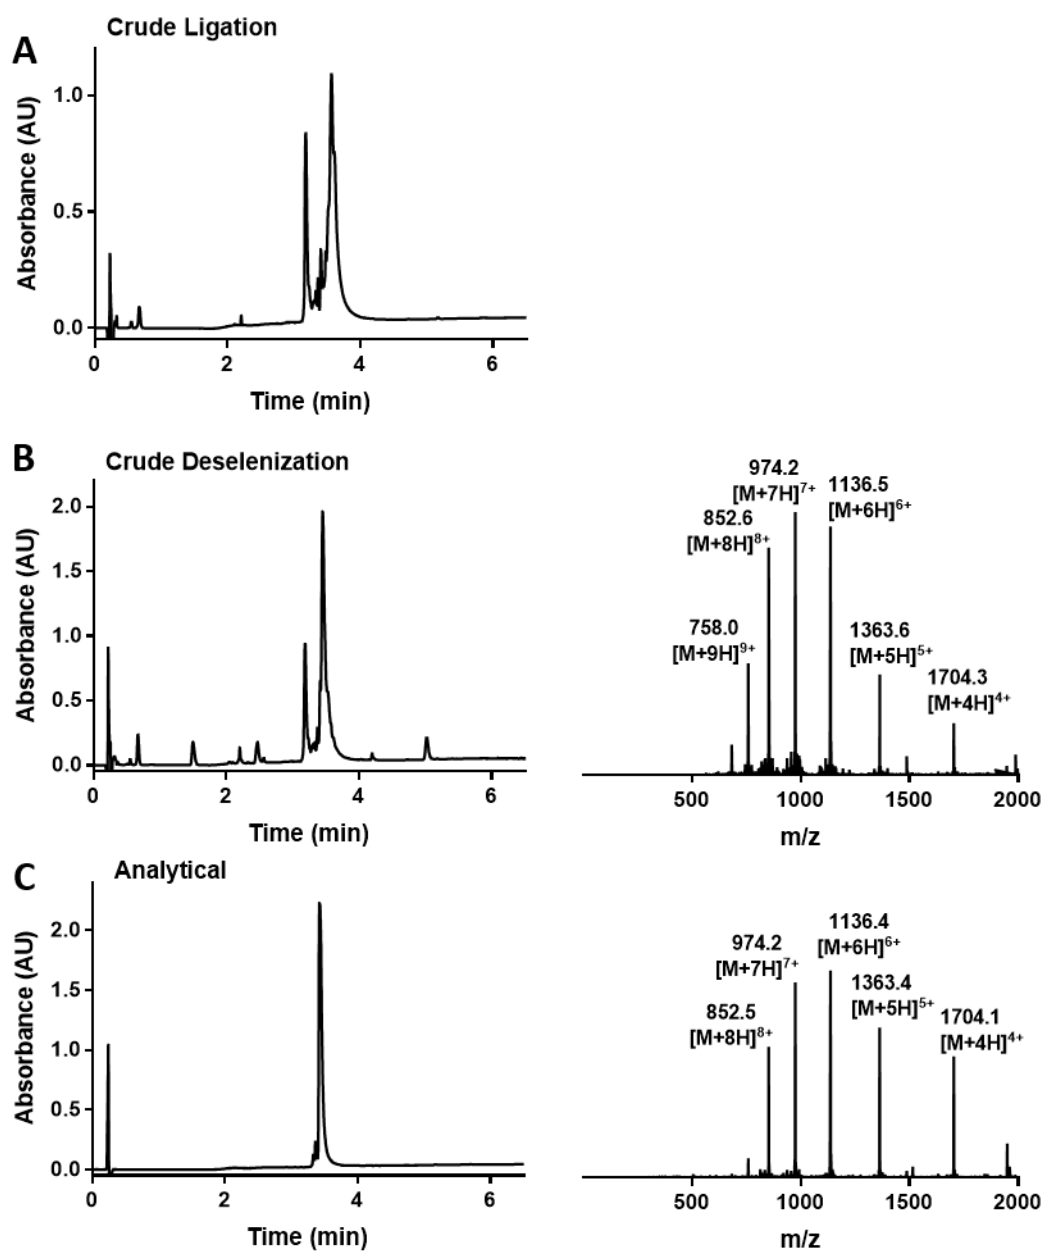 A
Crude Ligation
Absorbance (AU)
1.0
0.5
0.0
0 2 4 6
Time (min)
B
Crude Deselenization
Absorbance (AU)
2.0
1.5
1.0
0.5
0.0
0 2 4 6
Time (min)
974.2
[M+7H]7+
1136.5
[M+6H]6+
852.6
[M+8H]8+
758.0
[M+9H]9+
1363.6
[M+5H]5+
1704.3
[M+4H]4+
500 1000 1500 2000
m/z
C
Analytical
Absorbance (AU)
2.0
1.5
1.0
0.5
0.0
0 2 4 6
Time (min)
1136.4
[M+6H]6+
974.2
[M+7H]7+
1363.4
[M+5H]5+
852.5
[M+8H]8+
1704.1
[M+4H]4+
500 1000 1500 2000
m/z